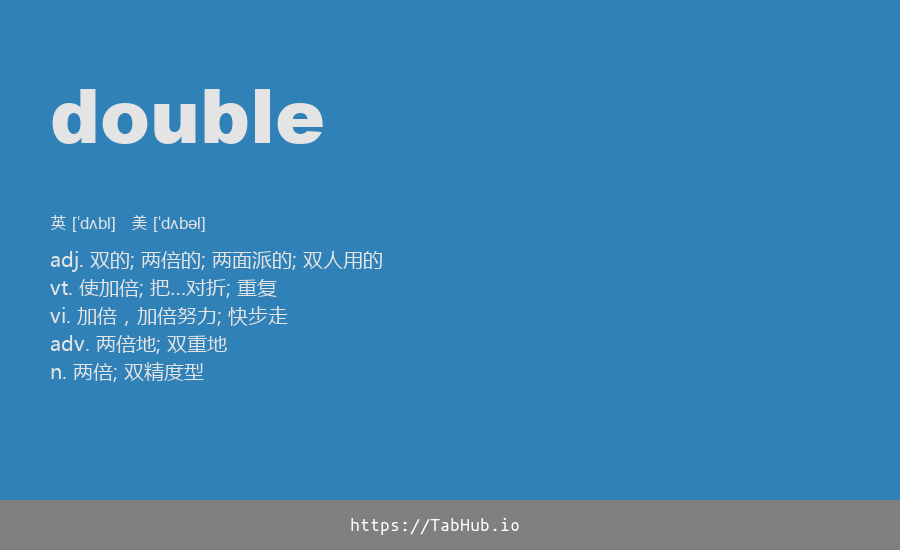 double
英 [ˈdʌbl]   美 [ˈdʌbəl]
adj. 双的; 两倍的; 两面派的; 双人用的
vt. 使加倍; 把...对折; 重复
vi. 加倍，加倍努力; 快步走
adv. 两倍地; 双重地
n. 两倍; 双精度型
https://TabHub.io